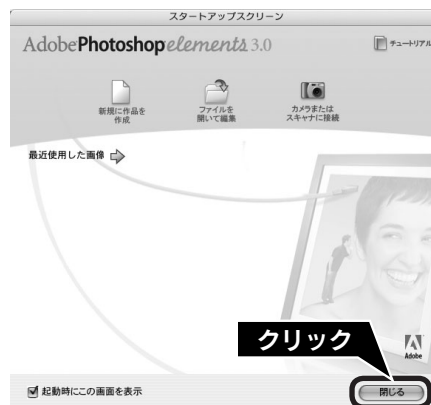 スタートアップスクリーン
Adobe Photoshop elements 3.0
チュートリアル
新規に作品を
作成
ファイルを
開いて編集
カメラまたは
スキャナに接続
最近使用した画像
クリック
Adobe
起動時にこの画面を表示
閉じる